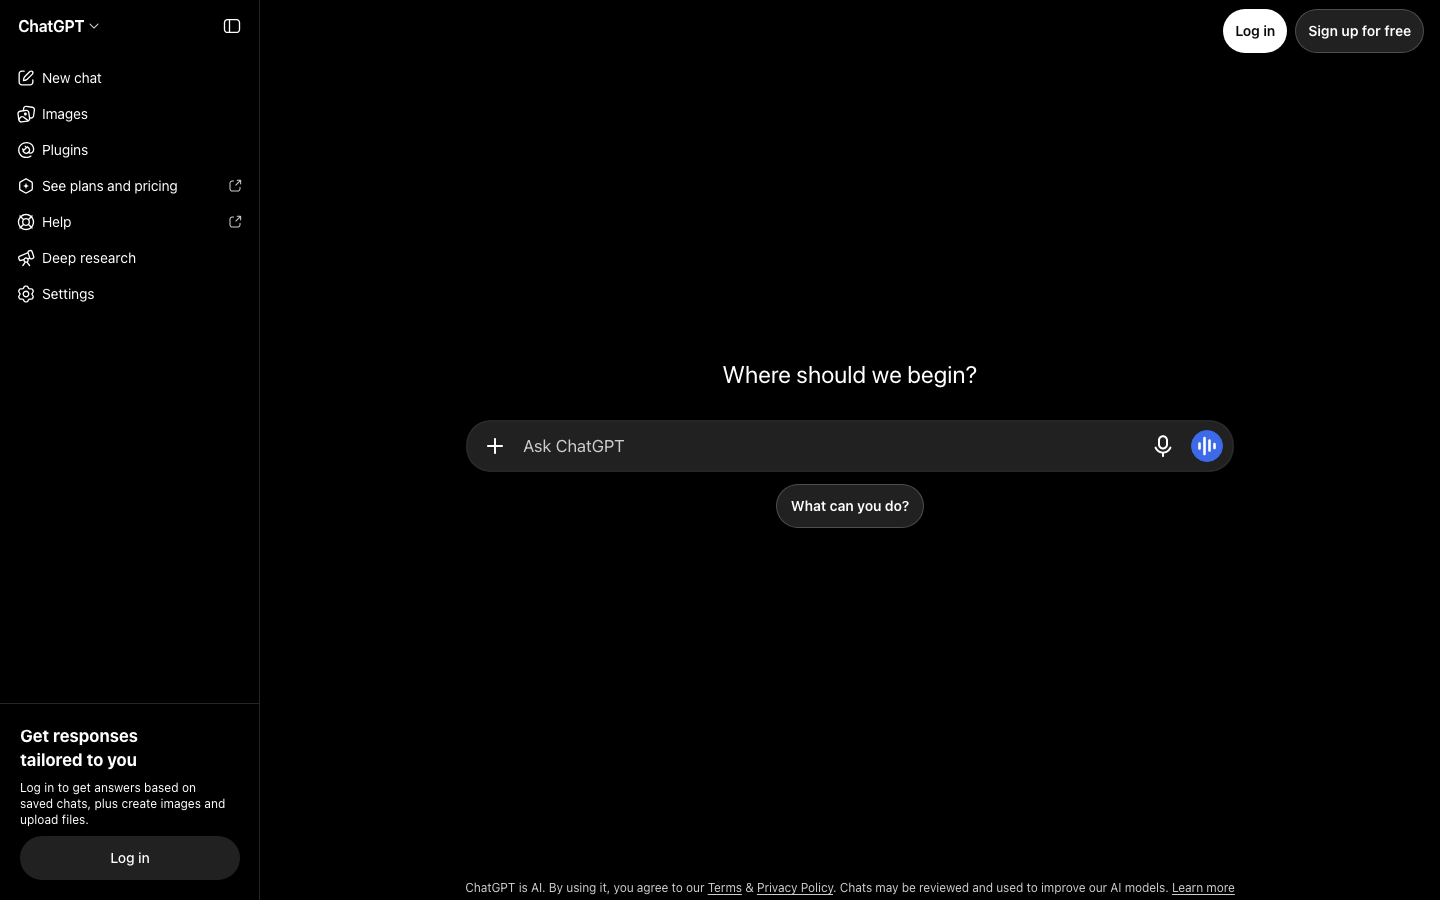 ChatGPT
New chat
Images
Plugins
See plans and pricing
Help
Deep research
Settings
Get responses
tailored to you
Log in to get answers based on
saved chats, plus create images and
upload files.
Log in
Log in
Sign up for free
Where should we begin?
Ask ChatGPT
What can you do?
ChatGPT is AI. By using it, you agree to our Terms & Privacy Policy. Chats may be reviewed and used to improve our AI models. Learn more